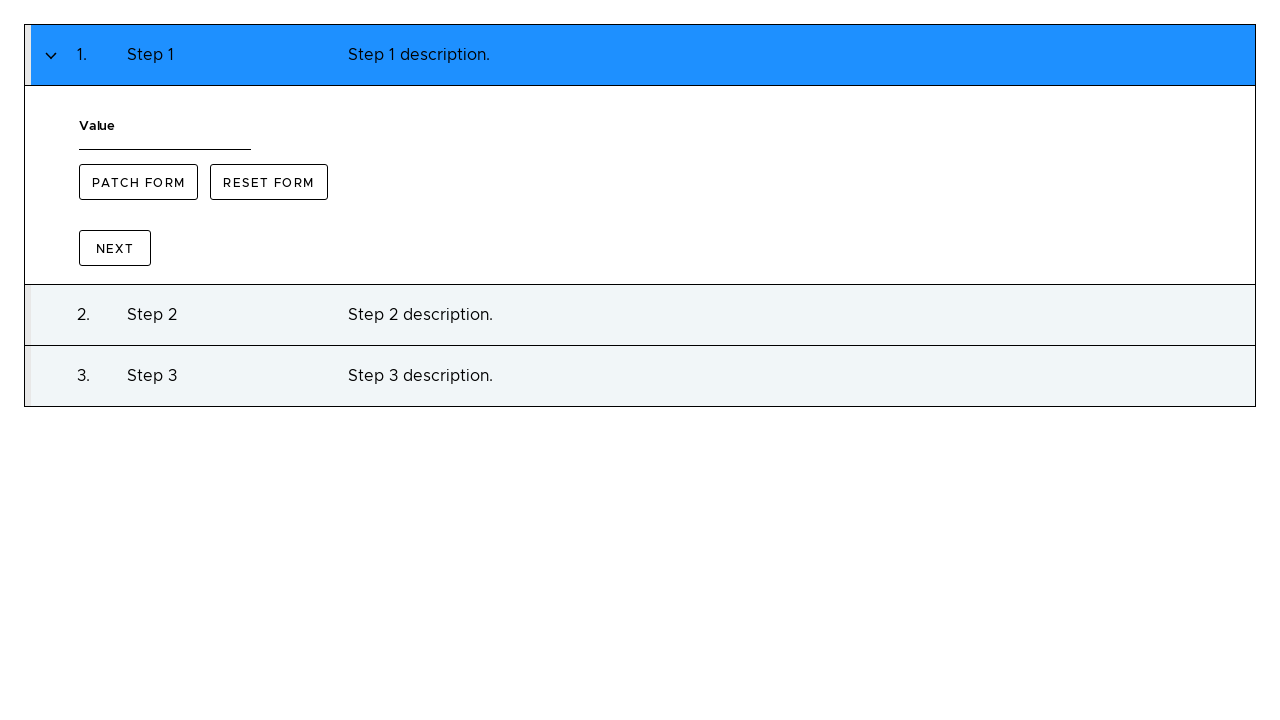 1. Step 1 Step 1 description.
Value
PATCH FORM RESET FORM
NEXT
2. Step 2 Step 2 description.
3. Step 3 Step 3 description.